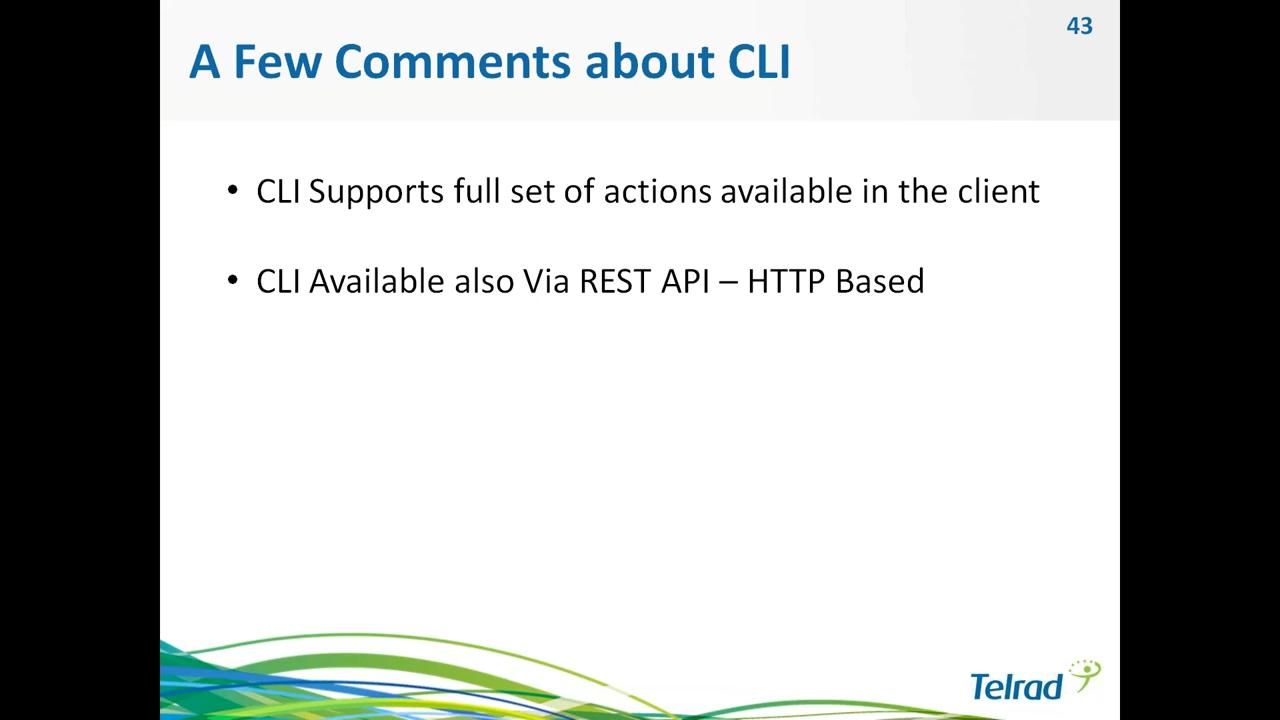 43
A Few Comments about CLI
• CLI Supports full set of actions available in the client
• CLI Available also Via REST API – HTTP Based
Telrad